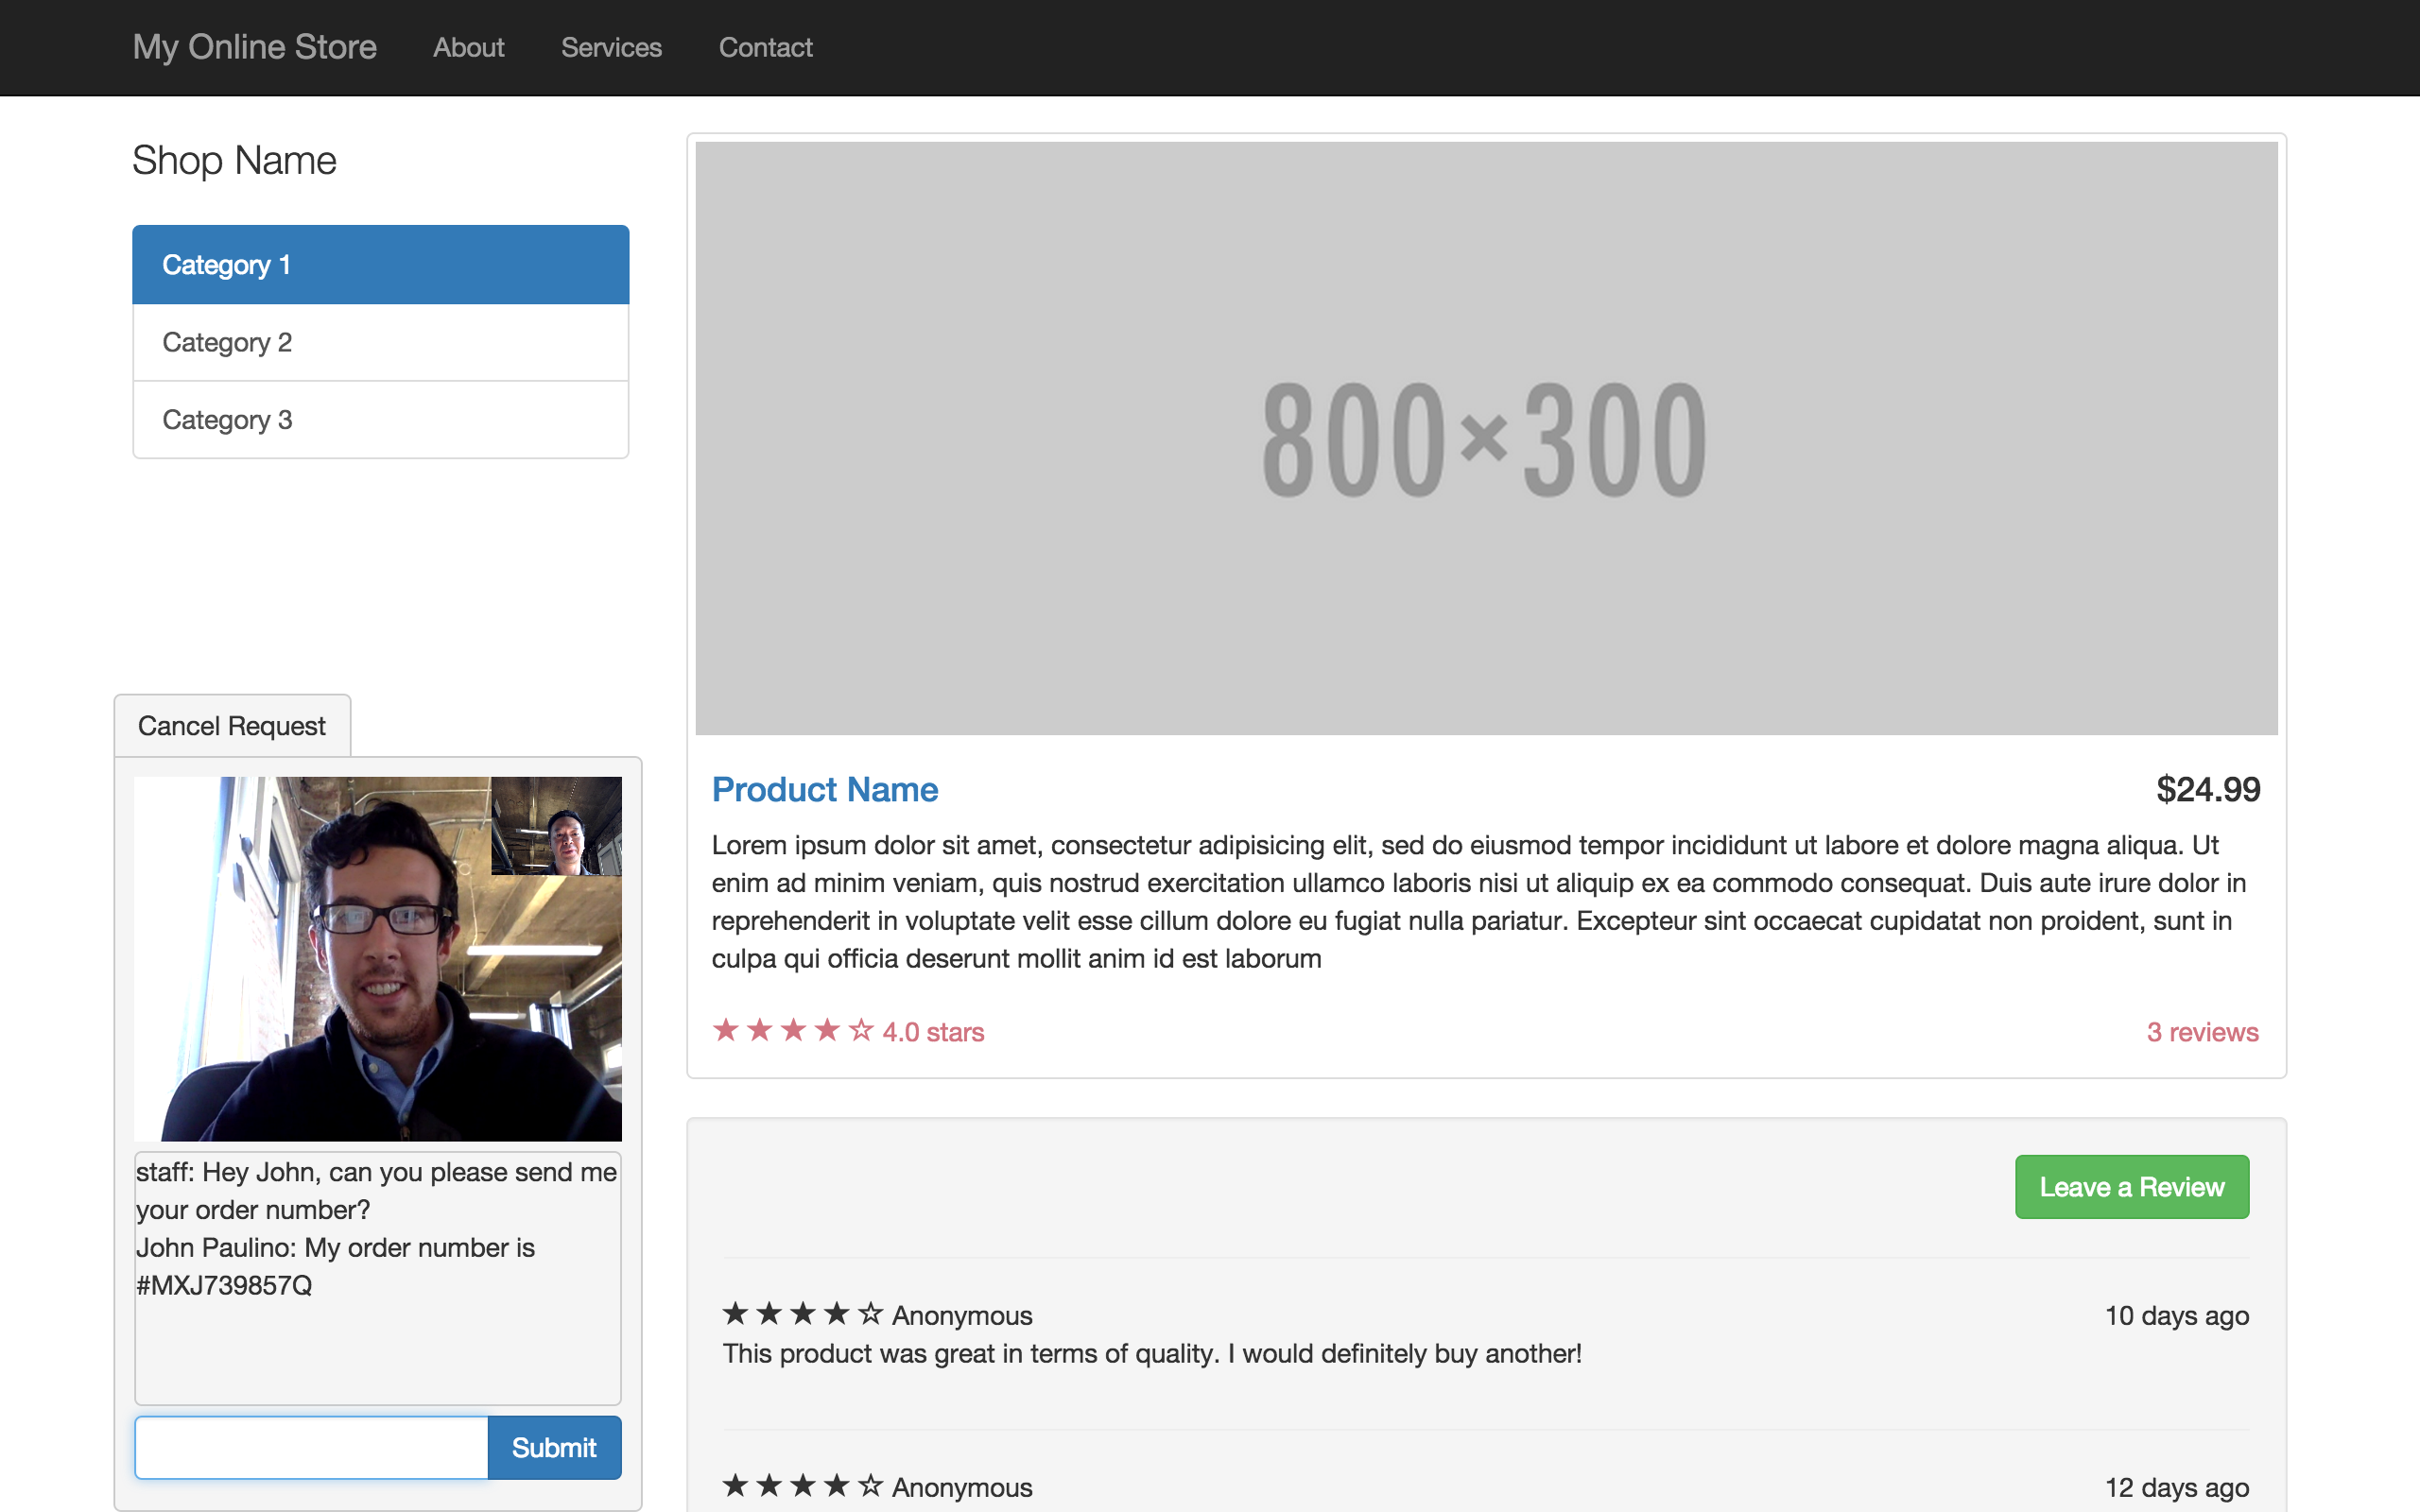 My Online Store About Services Contact
Shop Name
Category 1
Category 2
Category 3
Cancel Request
staff: Hey John, can you please send me
your order number?
John Paulino: My order number is
#MXJ739857Q
Submit
800×300
Product Name $24.99
Lorem ipsum dolor sit amet, consectetur adipisicing elit, sed do eiusmod tempor incididunt ut labore et dolore magna aliqua. Ut
enim ad minim veniam, quis nostrud exercitation ullamco laboris nisi ut aliquip ex ea commodo consequat. Duis aute irure dolor in
reprehenderit in voluptate velit esse cillum dolore eu fugiat nulla pariatur. Excepteur sint occaecat cupidatat non proident, sunt in
culpa qui officia deserunt mollit anim id est laborum
★ ★ ★ ★ ☆ 4.0 stars 3 reviews
Leave a Review
★ ★ ★ ★ ☆ Anonymous 10 days ago
This product was great in terms of quality. I would definitely buy another!
★ ★ ★ ★ ☆ Anonymous 12 days ago